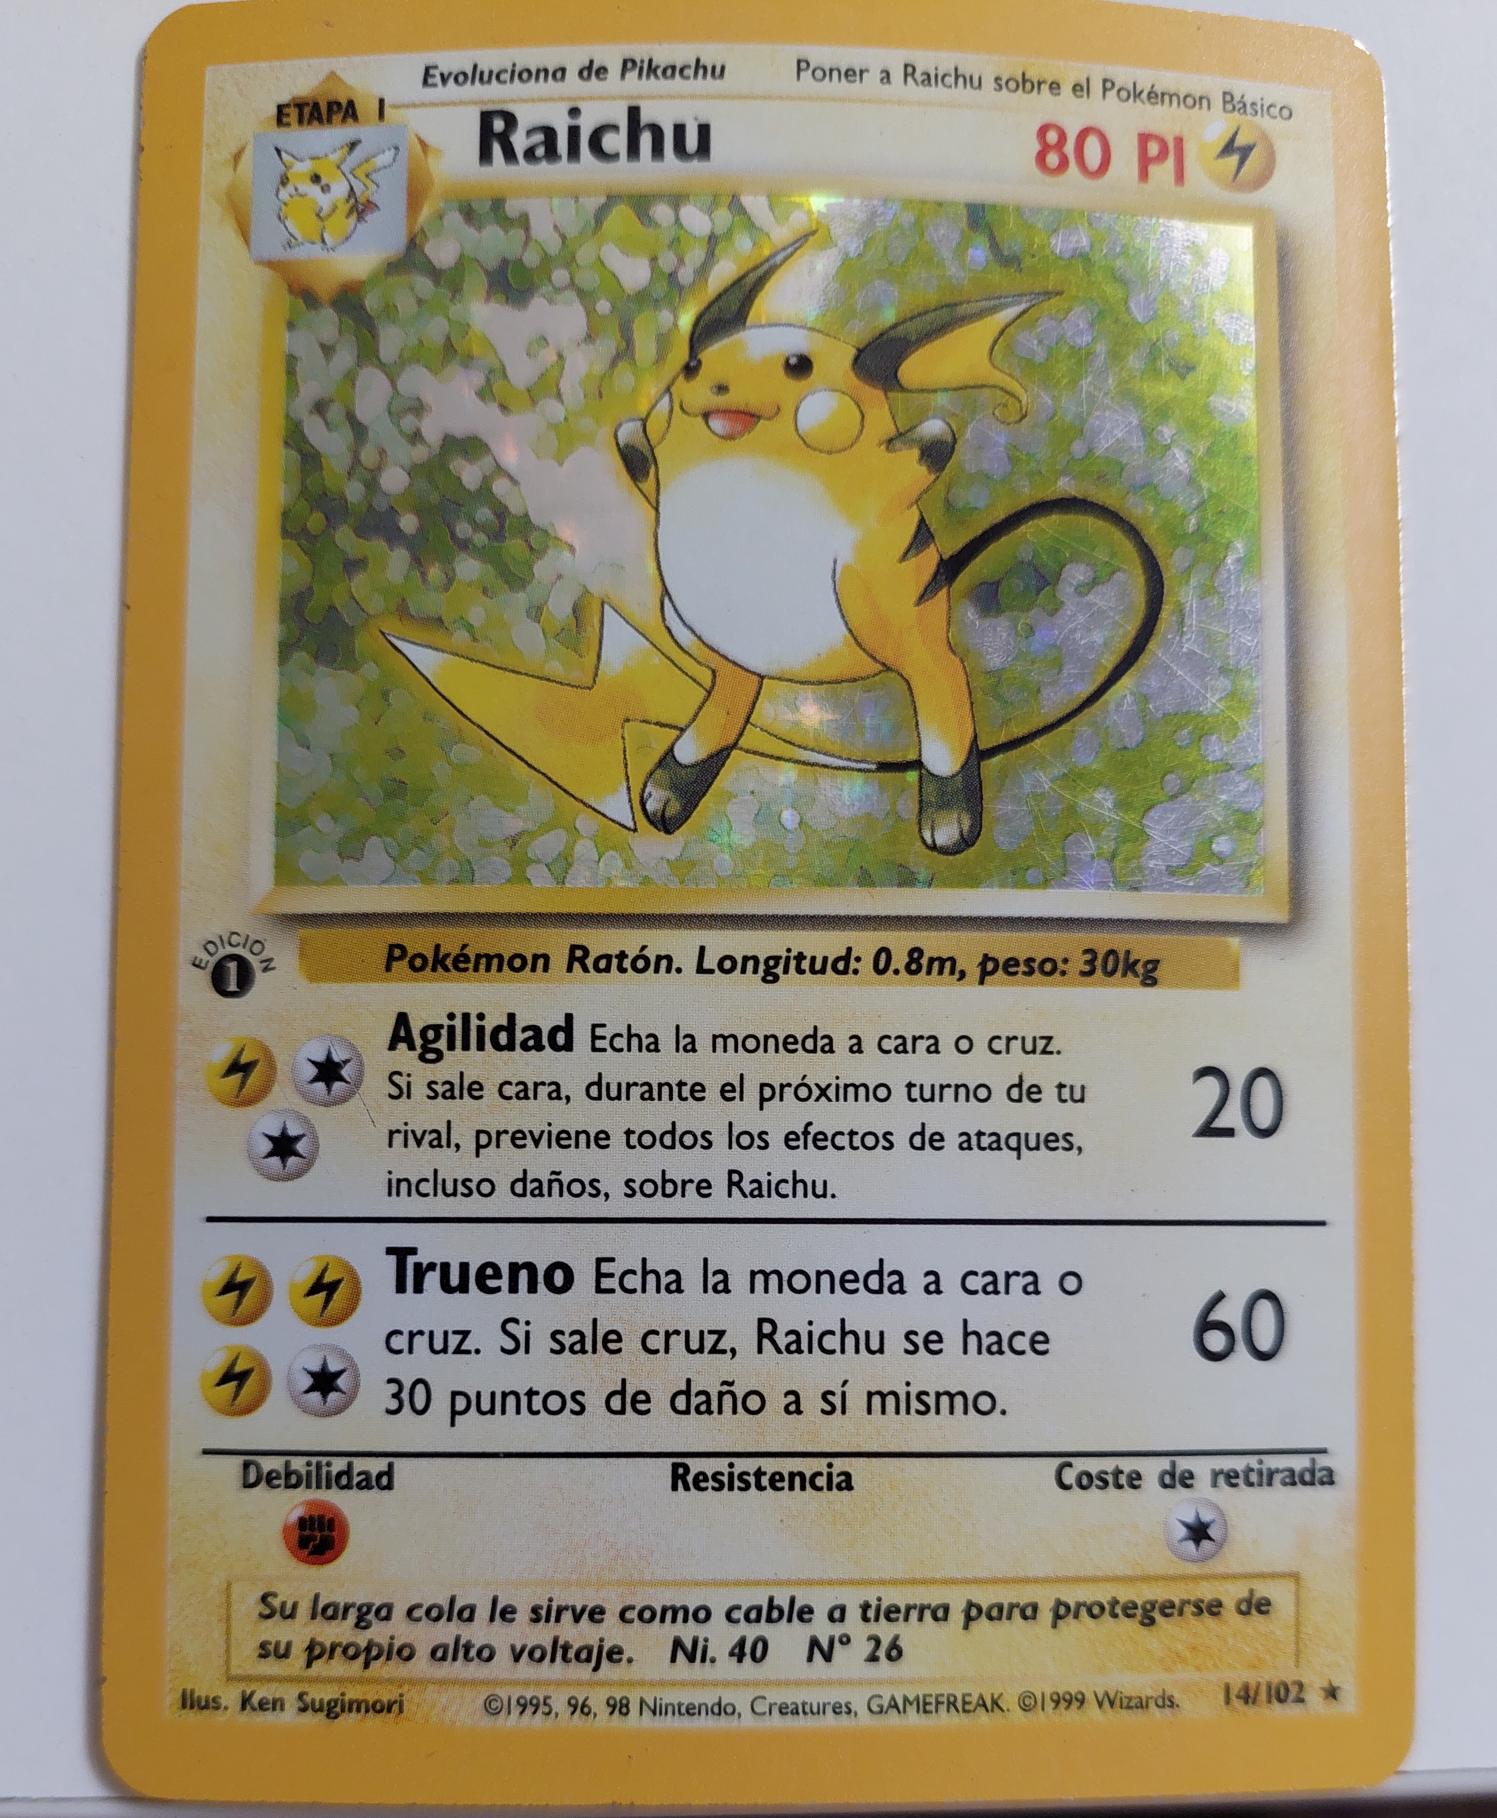 Evoluciona de Pikachu Poner a Raichu sobre el Pokémon Básico
ETAPA 1
Raichu
80 PI
EDICIÓN
1
Pokémon Ratón. Longitud: 0.8m, peso: 30kg
Agilidad Echa la moneda a cara o cruz.
Si sale cara, durante el próximo turno de tu
rival, previene todos los efectos de ataques,
incluso daños, sobre Raichu.
20
Trueno Echa la moneda a cara o
cruz. Si sale cruz, Raichu se hace
30 puntos de daño a sí mismo.
60
Debilidad Resistencia Coste de retirada
Su larga cola le sirve como cable a tierra para protegerse de
su propio alto voltaje. Ni. 40 Nº 26
Ilus. Ken Sugimori ©1995, 96, 98 Nintendo, Creatures, GAMEFREAK. ©1999 Wizards. 14/102 ★